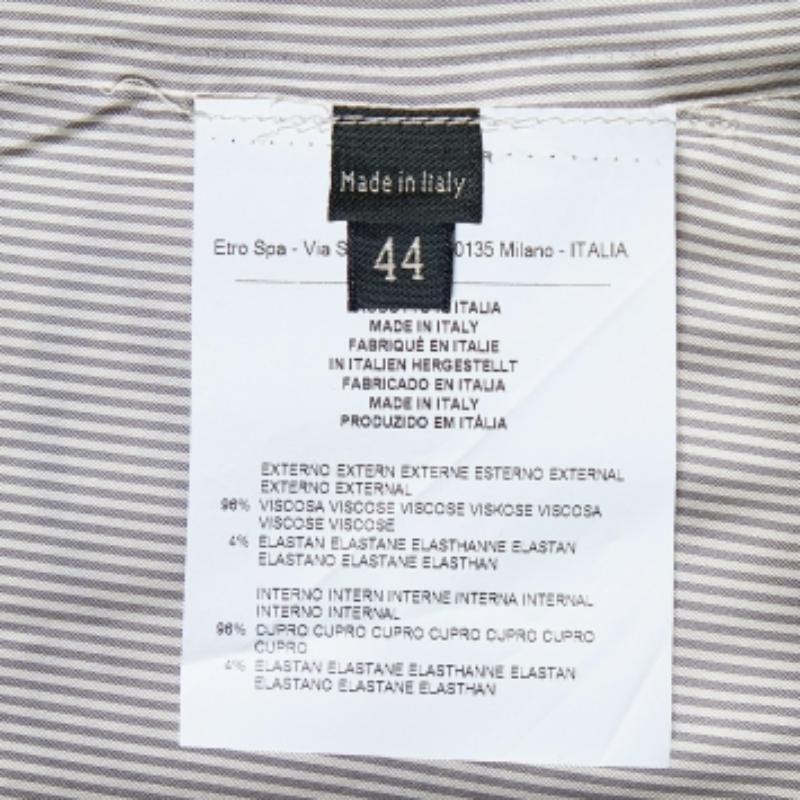 R
Made in Italy
Etro Spa - Via S 0135 Milano - ITALIA
44
ITALIA
MADE IN ITALY
FABRIQUÉ EN ITALIE
IN ITALIEN HERGESTELLT
FABRICADO EN ITALIA
MADE IN ITALY
PRODUZIDO EM ITÁLIA
EXTERNO EXTERN EXTERNE ESTERNO EXTERNAL
EXTERNO EXTERNAL
96% VISCOSA VISCOSE VISCOSE VISKOSE VISCOSA
VISCOSE VISCOSE
4% ELASTAN ELASTANE ELASTHANNE ELASTAN
ELASTANO ELASTANE ELASTHAN
INTERNO INTERN INTERNE INTERNA INTERNAL
INTERNO INTERNAL
96% CUPRO CUPRO CUPRO CUPRO CUPRO CUPRO
CUPRO
4% ELASTAN ELASTANE ELASTHANNE ELASTAN
ELASTANO ELASTANE ELASTHAN